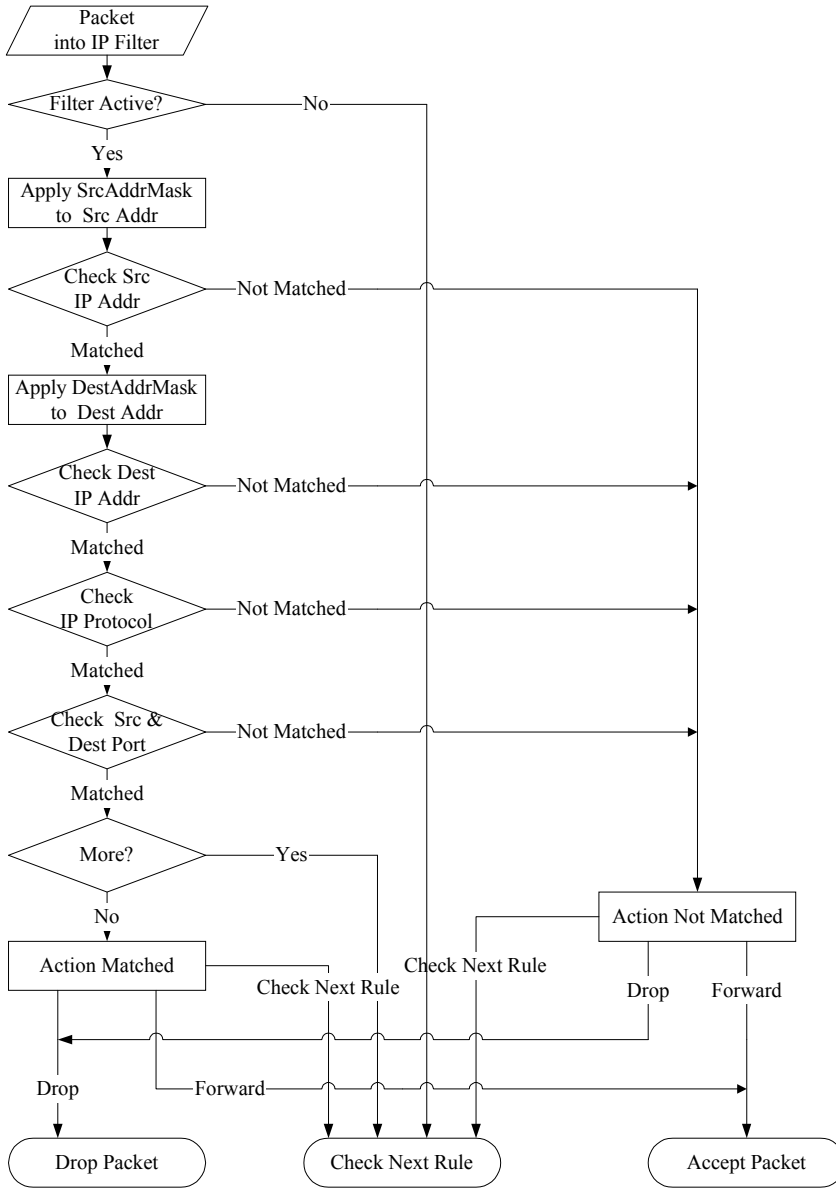 Packet
into IP Filter
Filter Active?
No
Yes
Apply SrcAddrMask
to Src Addr
Check Src
IP Addr
Not Matched
Matched
Apply DestAddrMask
to Dest Addr
Check Dest
IP Addr
Not Matched
Matched
Check
IP Protocol
Not Matched
Matched
Check Src &
Dest Port
Not Matched
Matched
More?
Yes
No
Action Matched
Action Not Matched
Check Next Rule
Check Next Rule
Drop
Forward
Drop
Forward
Drop Packet
Check Next Rule
Accept Packet